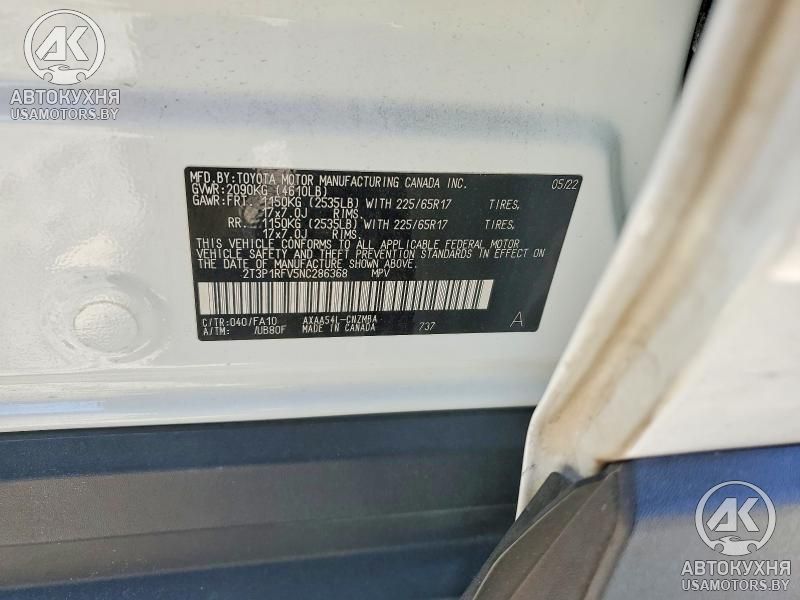 AK
АВТОКУХНЯ
USAMOTORS.BY
MFD.BY:TOYOTA MOTOR MANUFACTURING CANADA INC. 05/22
GVWR:2090KG (4610LB)
GAWR:FRT. 1150KG (2535LB) WITH 225/65R17 TIRES,
17x7.0J RIMS.
RR. 1150KG (2535LB) WITH 225/65R17 TIRES,
17x7.0J RIMS.
THIS VEHICLE CONFORMS TO ALL APPLICABLE FEDERAL MOTOR
VEHICLE SAFETY AND THEFT PREVENTION STANDARDS IN EFFECT ON
THE DATE OF MANUFACTURE SHOWN ABOVE.
2T3P1RFV5NC286368 MPV
C/TR:040/FA10 AXAA54L-CNZMBA
A/TM: /UB80F MADE IN CANADA 737 A
AK
АВТОКУХНЯ
USAMOTORS.BY